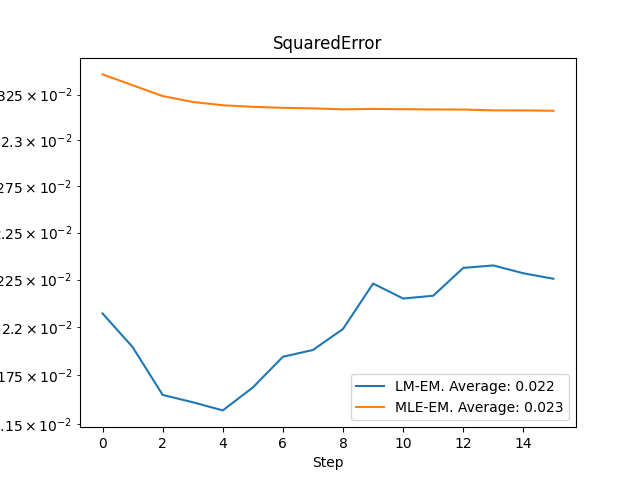 SquaredError
325 × 10⁻²
2.3 × 10⁻²
275 × 10⁻²
2.25 × 10⁻²
225 × 10⁻²
2.2 × 10⁻²
175 × 10⁻²
.15 × 10⁻²
LM-EM. Average: 0.022
MLE-EM. Average: 0.023
0 2 4 6 8 10 12 14
Step